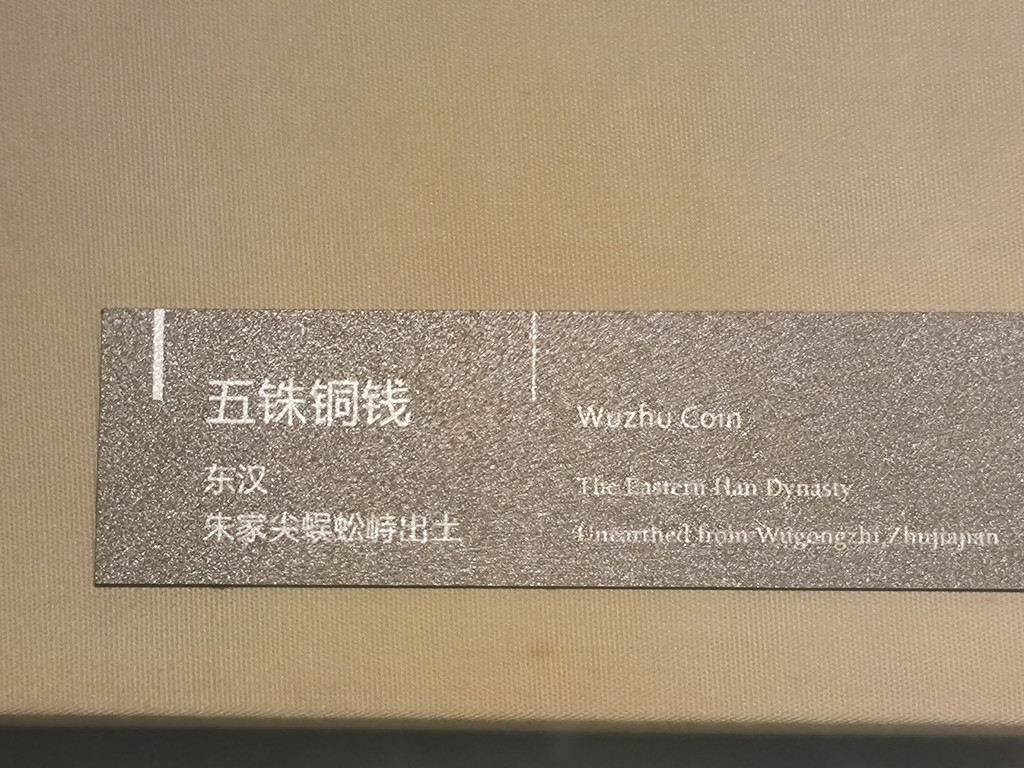 五铢铜钱
东汉
朱家尖蜈蚣峙出土
Wuzhu Coin
The Eastern Han Dynasty
Unearthed from Wugongzhi Zhujiajian